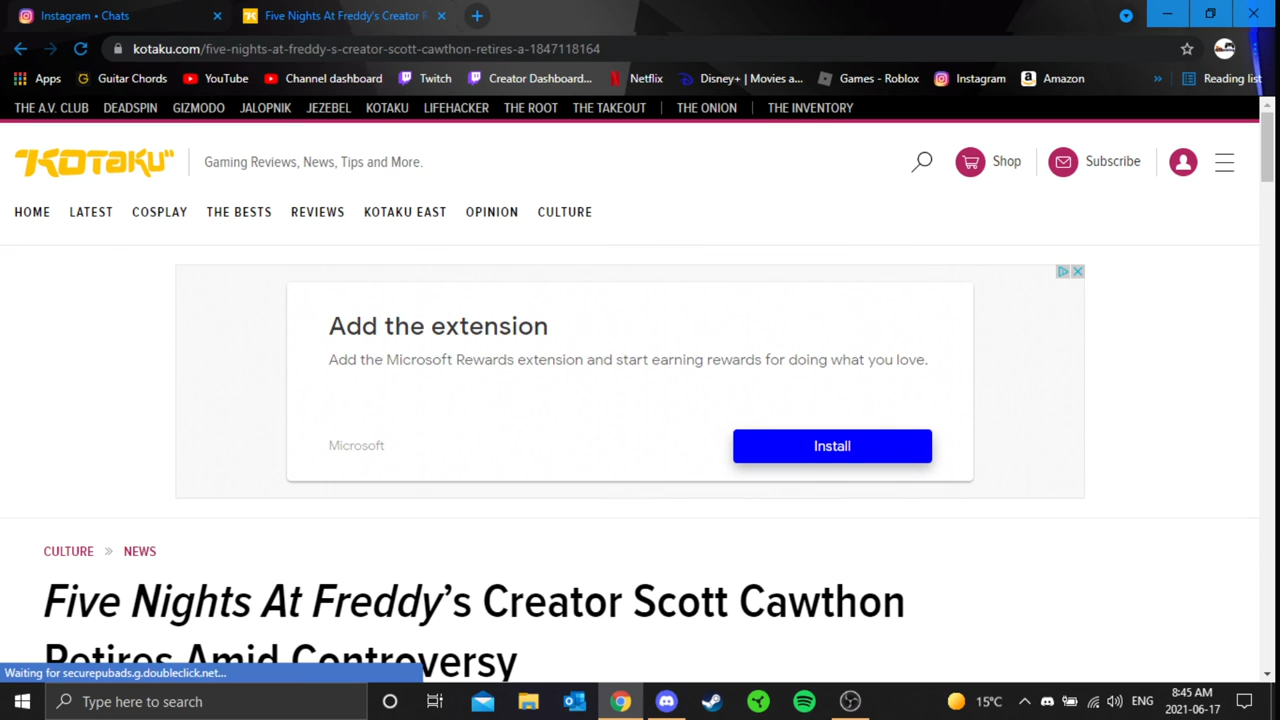 Instagram • Chats
Five Nights At Freddy's Creator
kotaku.com/five-nights-at-freddy-s-creator-scott-cawthon-retires-a-1847118164
Apps Guitar Chords YouTube Channel dashboard Twitch Creator Dashboard... Netflix Disney+ | Movies a... Games - Roblox Instagram Amazon » Reading list
THE A.V. CLUB DEADSPIN GIZMODO JALOPNIK JEZEBEL KOTAKU LIFEHACKER THE ROOT THE TAKEOUT THE ONION THE INVENTORY
KOTAKU Gaming Reviews, News, Tips and More. Shop Subscribe
HOME LATEST COSPLAY THE BESTS REVIEWS KOTAKU EAST OPINION CULTURE
Add the extension
Add the Microsoft Rewards extension and start earning rewards for doing what you love.
Microsoft Install
CULTURE » NEWS
Five Nights At Freddy's Creator Scott Cawthon
Retires Amid Controversy
Waiting for securepubads.g.doubleclick.net...
Type here to search 15°C ENG 8:45 AM
2021-06-17